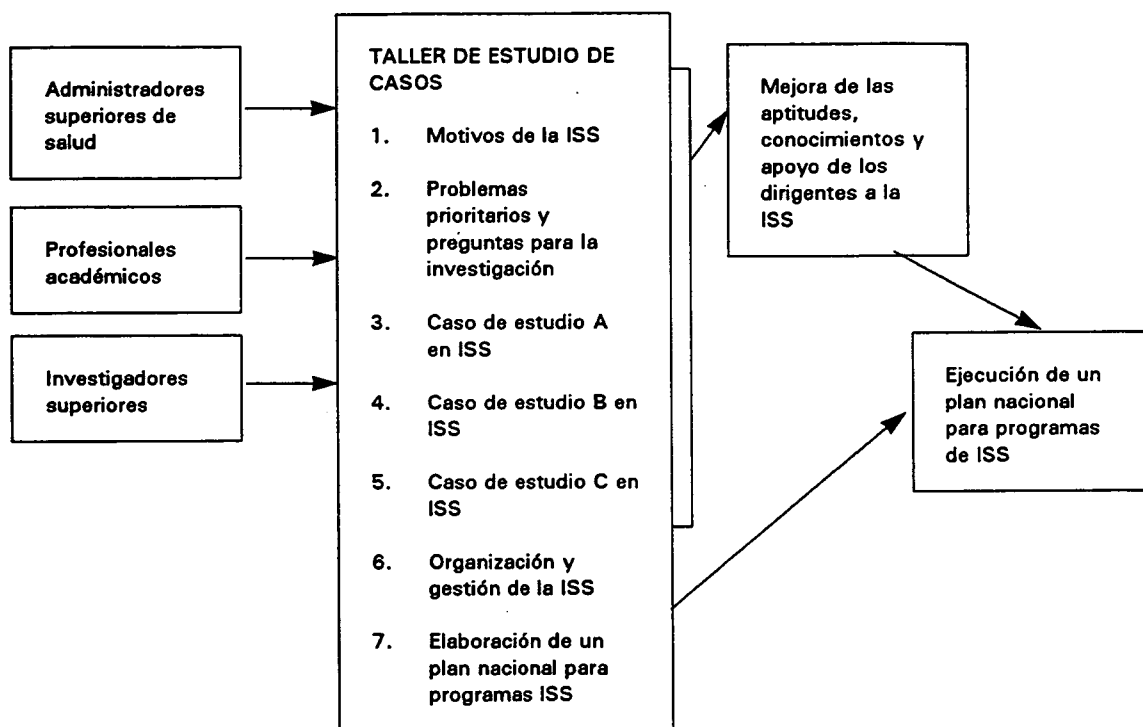 Administradores
superiores de
salud
Profesionales
académicos
Investigadores
superiores
TALLER DE ESTUDIO DE
CASOS
1. Motivos de la ISS
2. Problemas
prioritarios y
preguntas para la
investigación
3. Caso de estudio A
en ISS
4. Caso de estudio B en
ISS
5. Caso de estudio C en
ISS
6. Organización y
gestión de la ISS
7. Elaboración de un
plan nacional para
programas ISS
Mejora de las
aptitudes,
conocimientos y
apoyo de los
dirigentes a la
ISS
Ejecución de un
plan nacional
para programas
de ISS